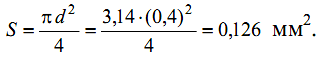 S = πd²/4 = 3,14·(0,4)²/4 = 0,126 мм².